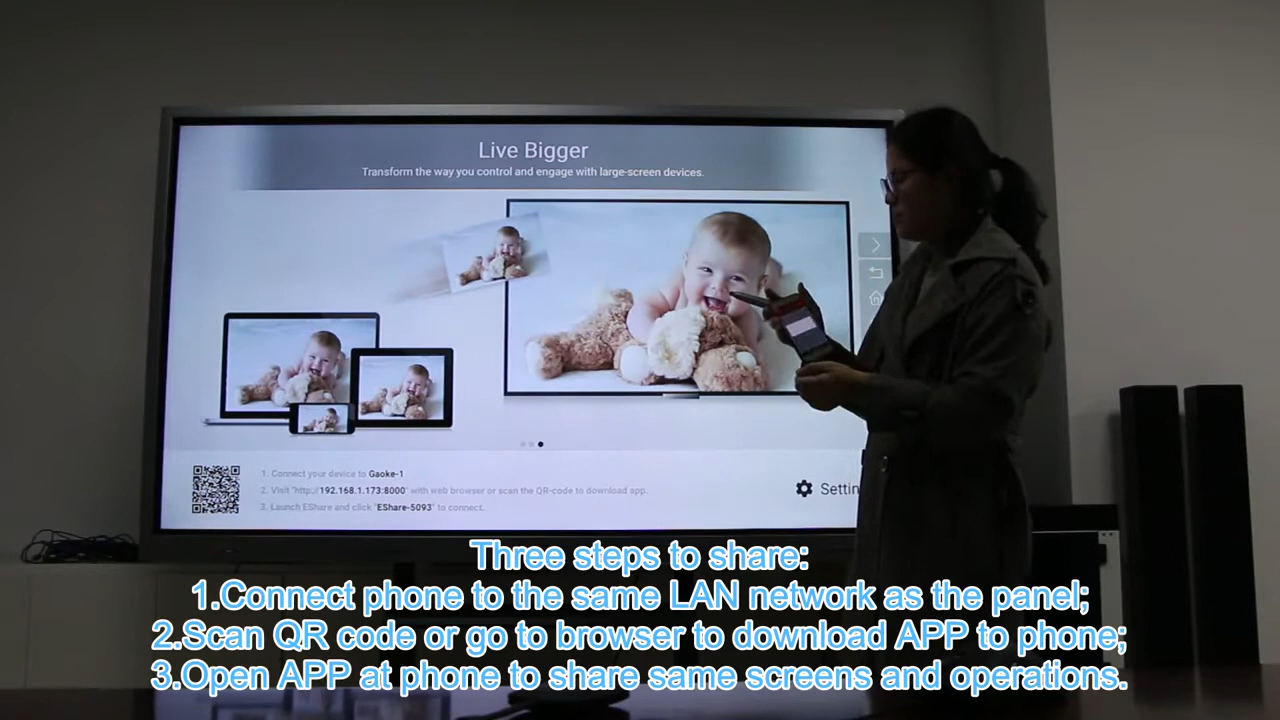 Live Bigger
Transform the way you control and engage with large-screen devices.
1. Connect your device to Gaoke-1
2. Visit "http://192.168.1.173:8000" with web browser or scan the QR-code to download app.
3. Launch EShare and click "EShare-5093" to connect.
Settin
Three steps to share:
1.Connect phone to the same LAN network as the panel;
2.Scan QR code or go to browser to download APP to phone;
3.Open APP at phone to share same screens and operations.